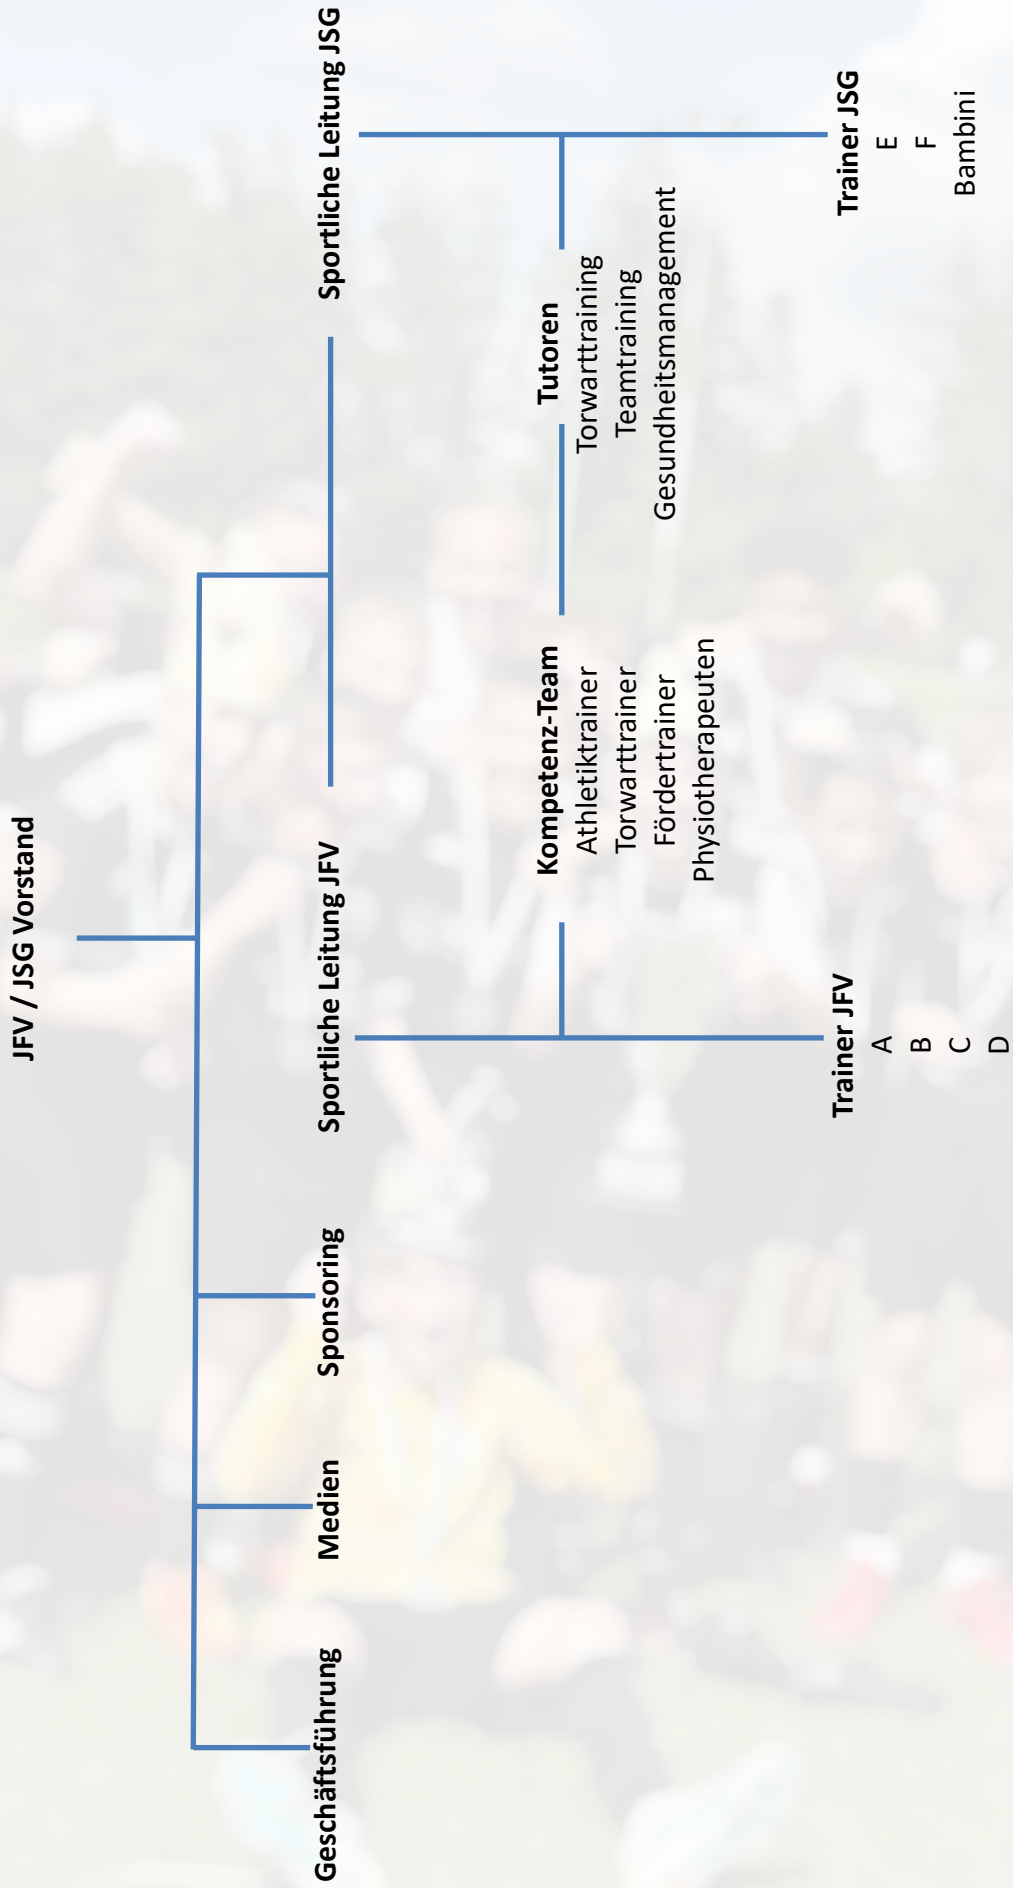 JFV / JSG Vorstand
Geschäftsführung
Medien
Sponsoring
Sportliche Leitung JFV
Sportliche Leitung JSG
Kompetenz-Team
Athletiktrainer
Torwarttrainer
Fördertrainer
Physiotherapeuten
Tutoren
Torwarttraining
Teamtraining
Gesundheitsmanagement
Trainer JFV
A
B
C
D
Trainer JSG
E
F
Bambini